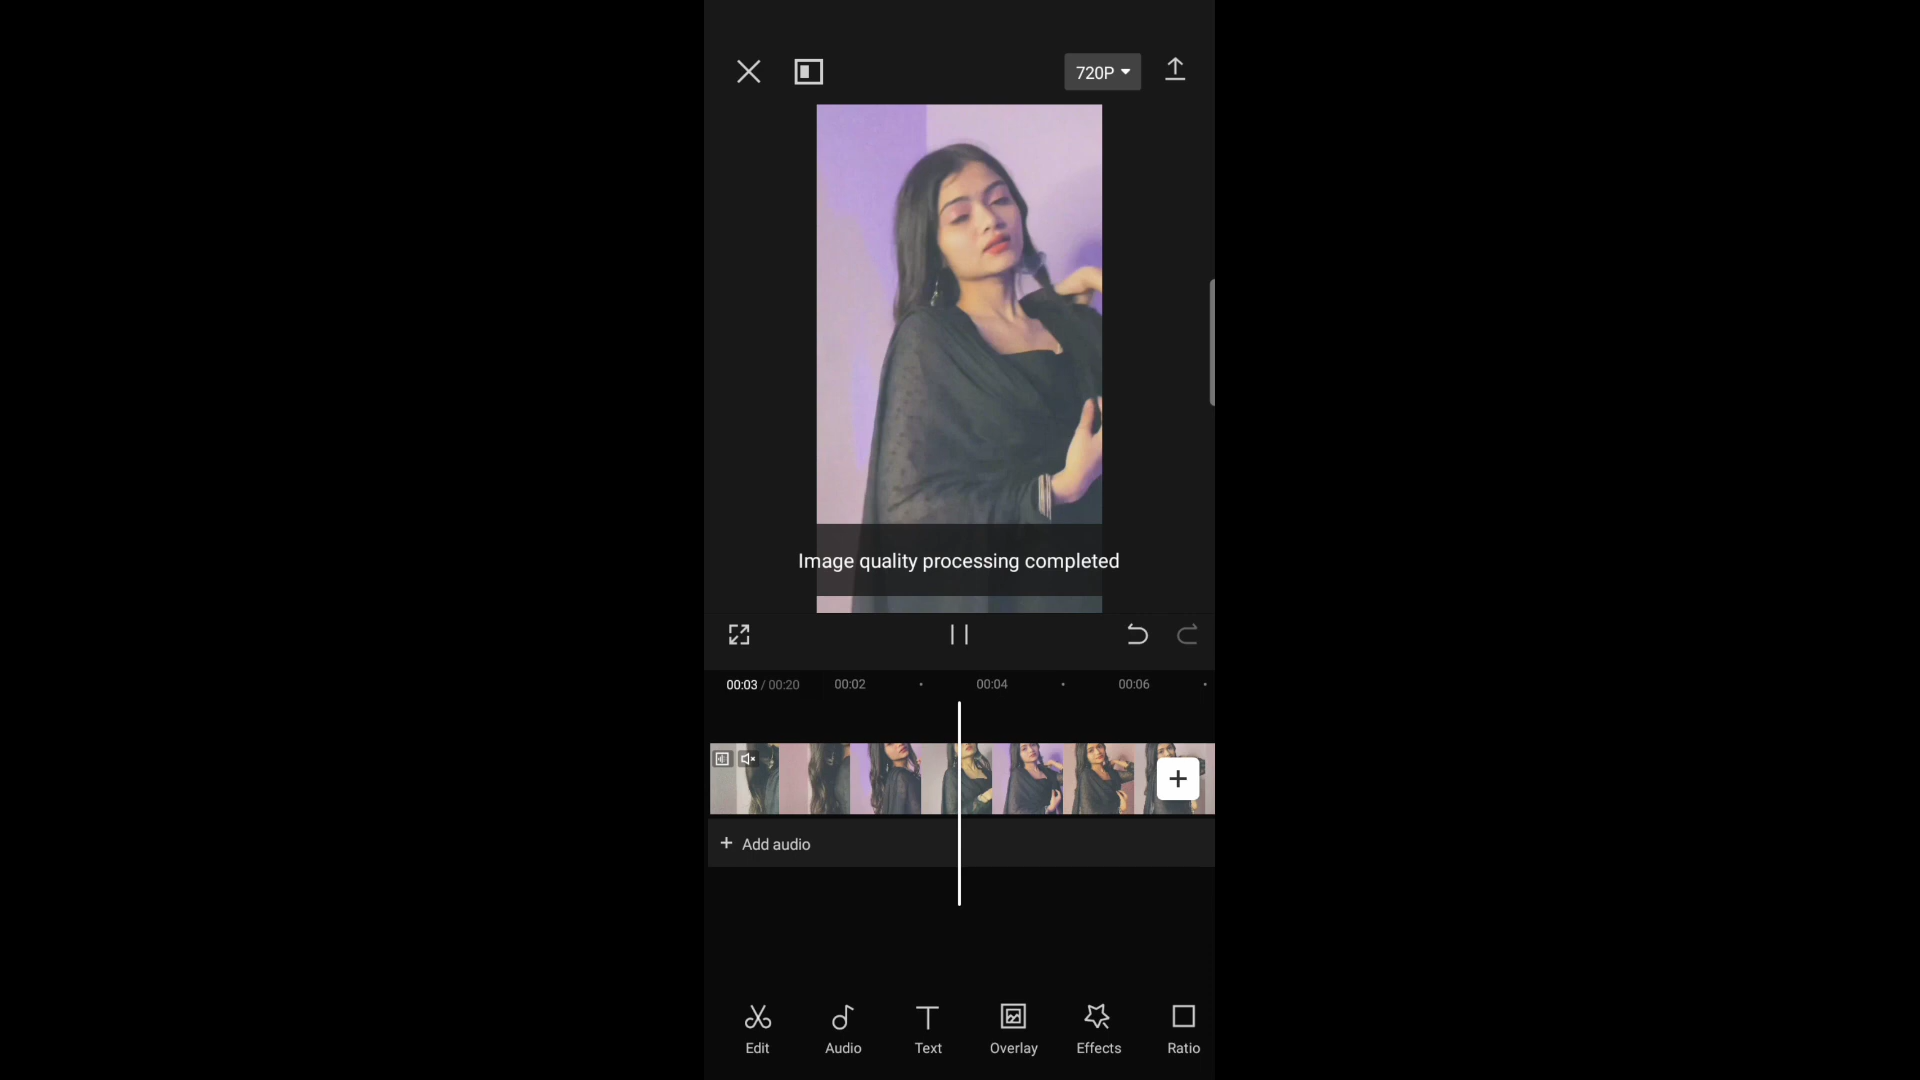 720P
Image quality processing completed
00:03 / 00:20 00:02 00:04 00:06
+ Add audio
Edit Audio Text Overlay Effects Ratio